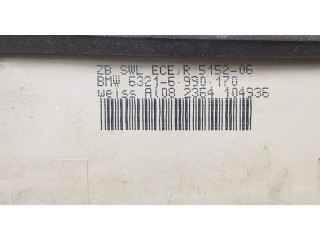 ZB SWL ECE,R 5152-06
BMW 6321-6-990.170
weiss Al08 2364 104936